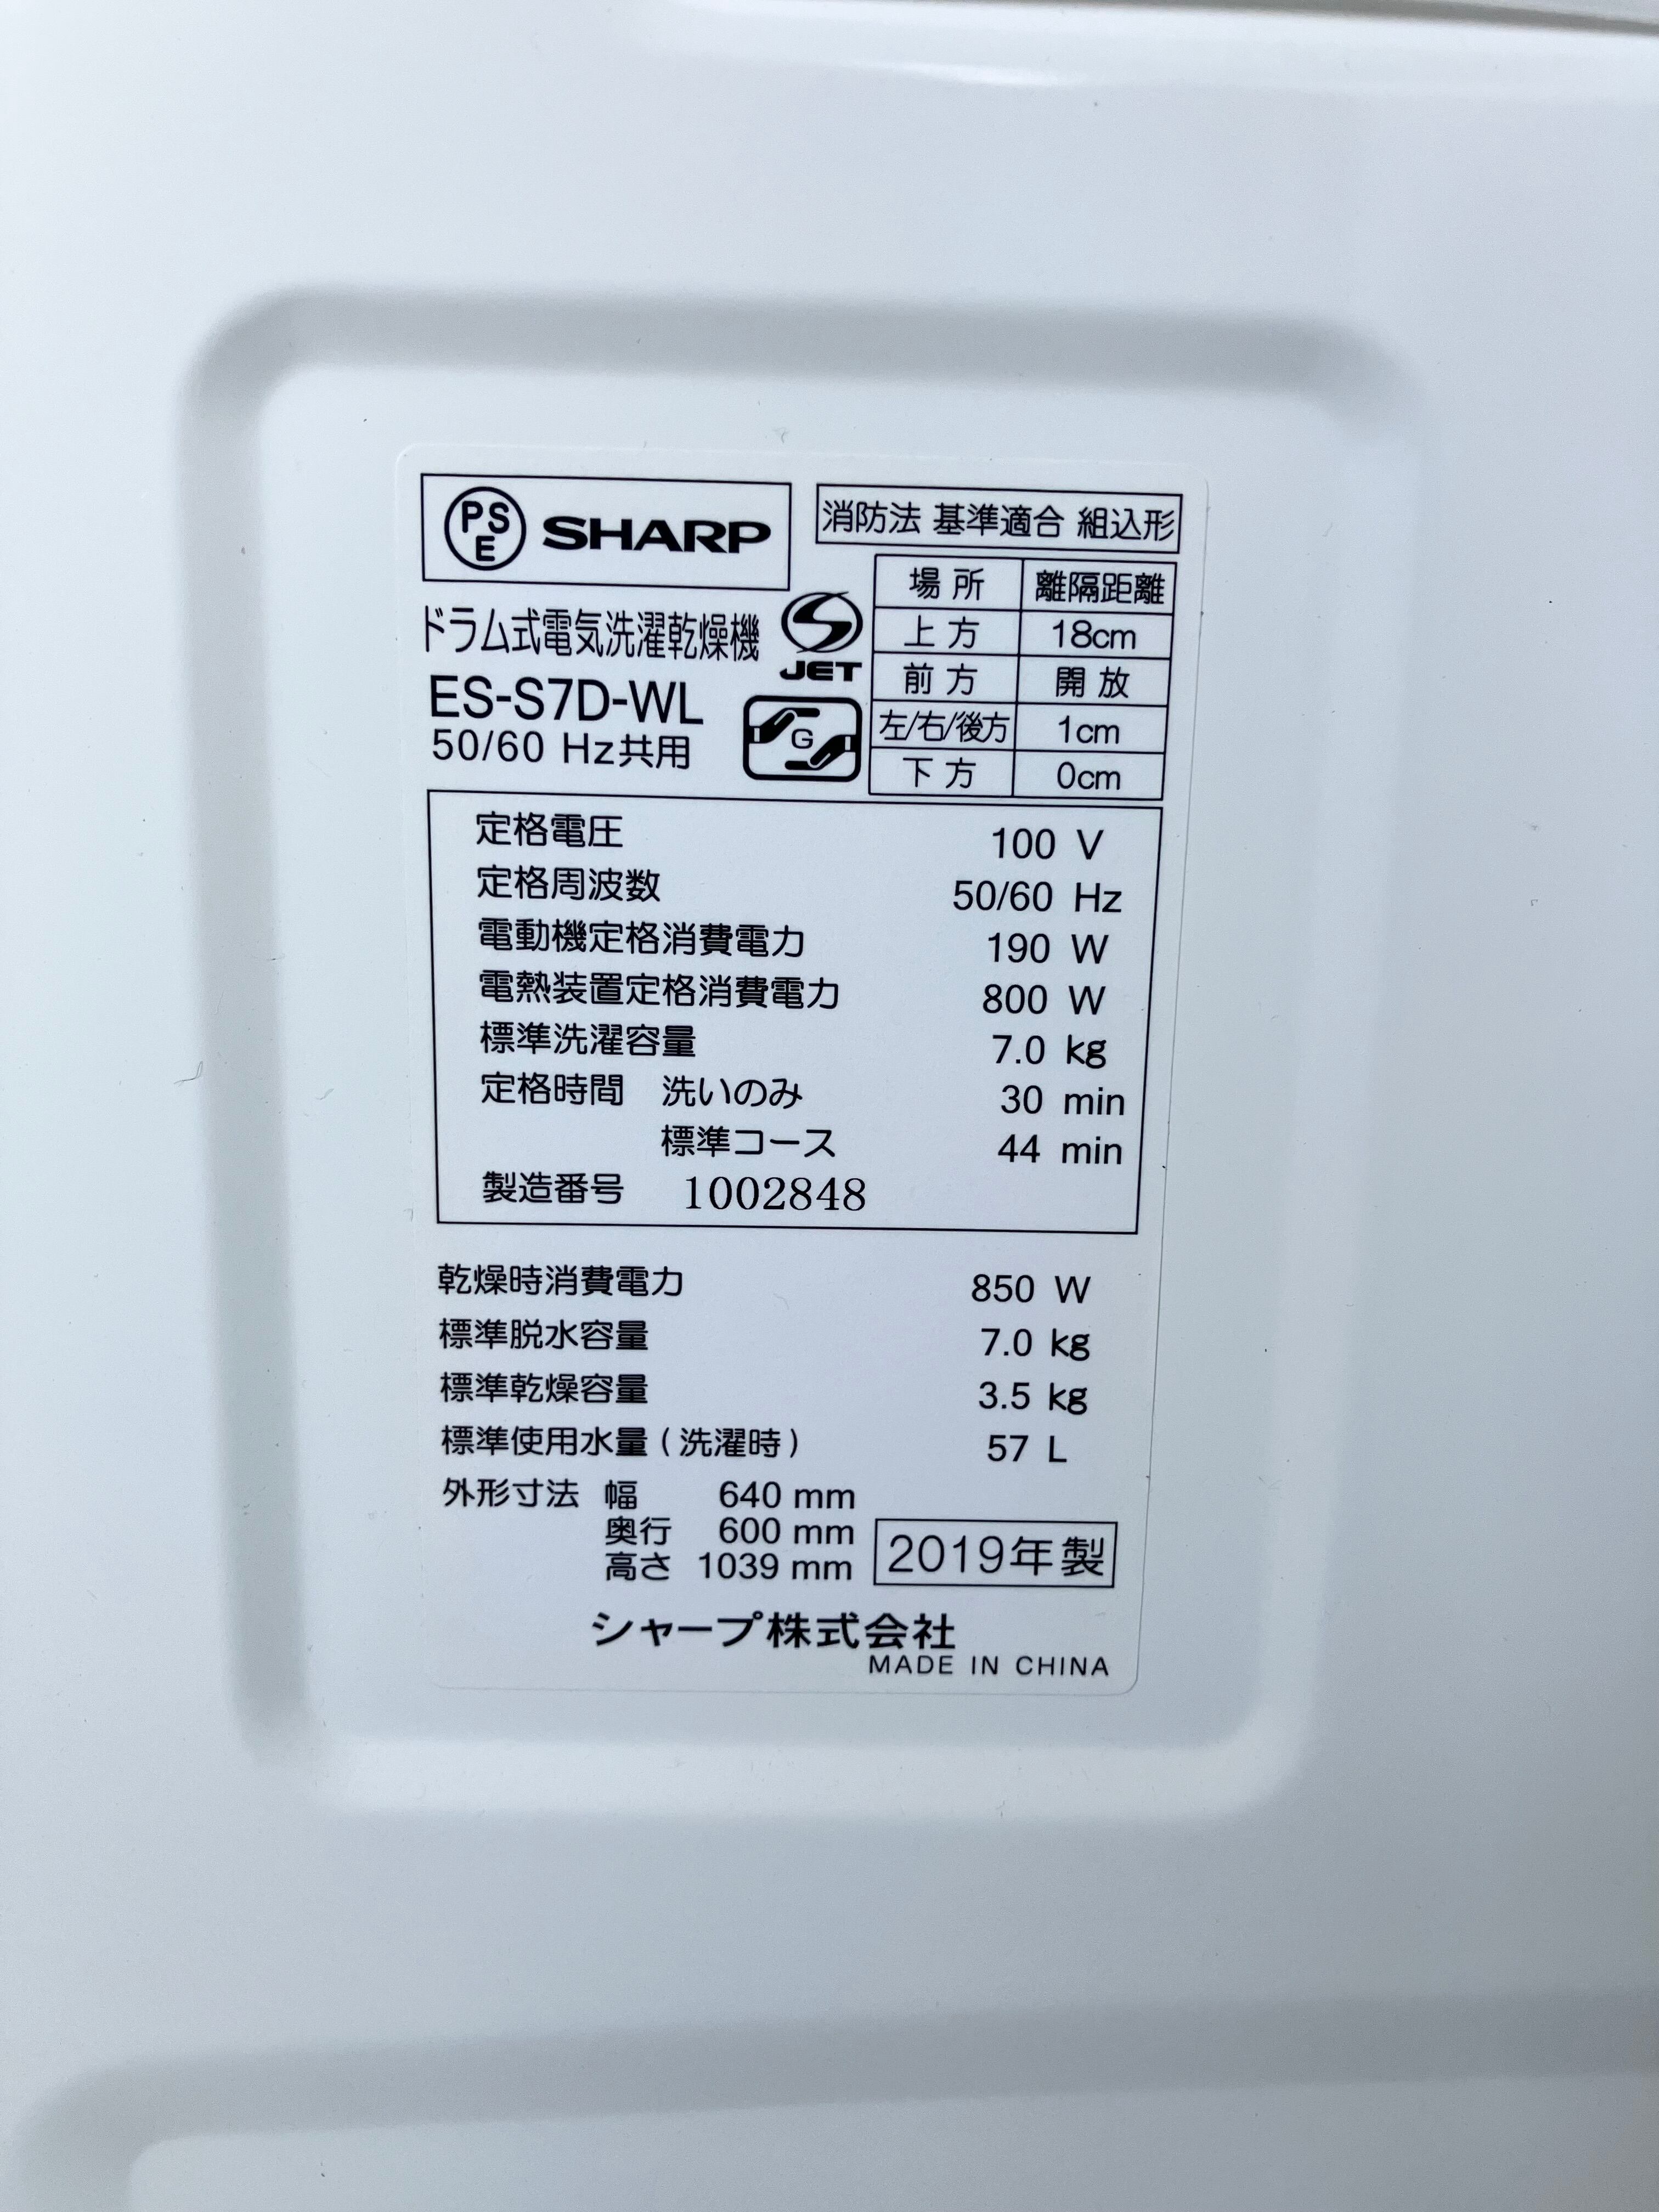 PS
E
SHARP
消防法 基準適合 組込形
場所 離隔距離
上方 18cm
前方 開放
左/右/後方 1cm
下方 0cm
ドラム式電気洗濯乾燥機
JET
ES-S7D-WL
50/60 Hz共用
G
定格電圧 100 V
定格周波数 50/60 Hz
電動機定格消費電力 190 W
電熱装置定格消費電力 800 W
標準洗濯容量 7.0 kg
定格時間 洗いのみ 30 min
標準コース 44 min
製造番号 1002848
乾燥時消費電力 850 W
標準脱水容量 7.0 kg
標準乾燥容量 3.5 kg
標準使用水量(洗濯時) 57 L
外形寸法 幅 640 mm
奥行 600 mm
高さ 1039 mm
2019年製
シャープ株式会社
MADE IN CHINA